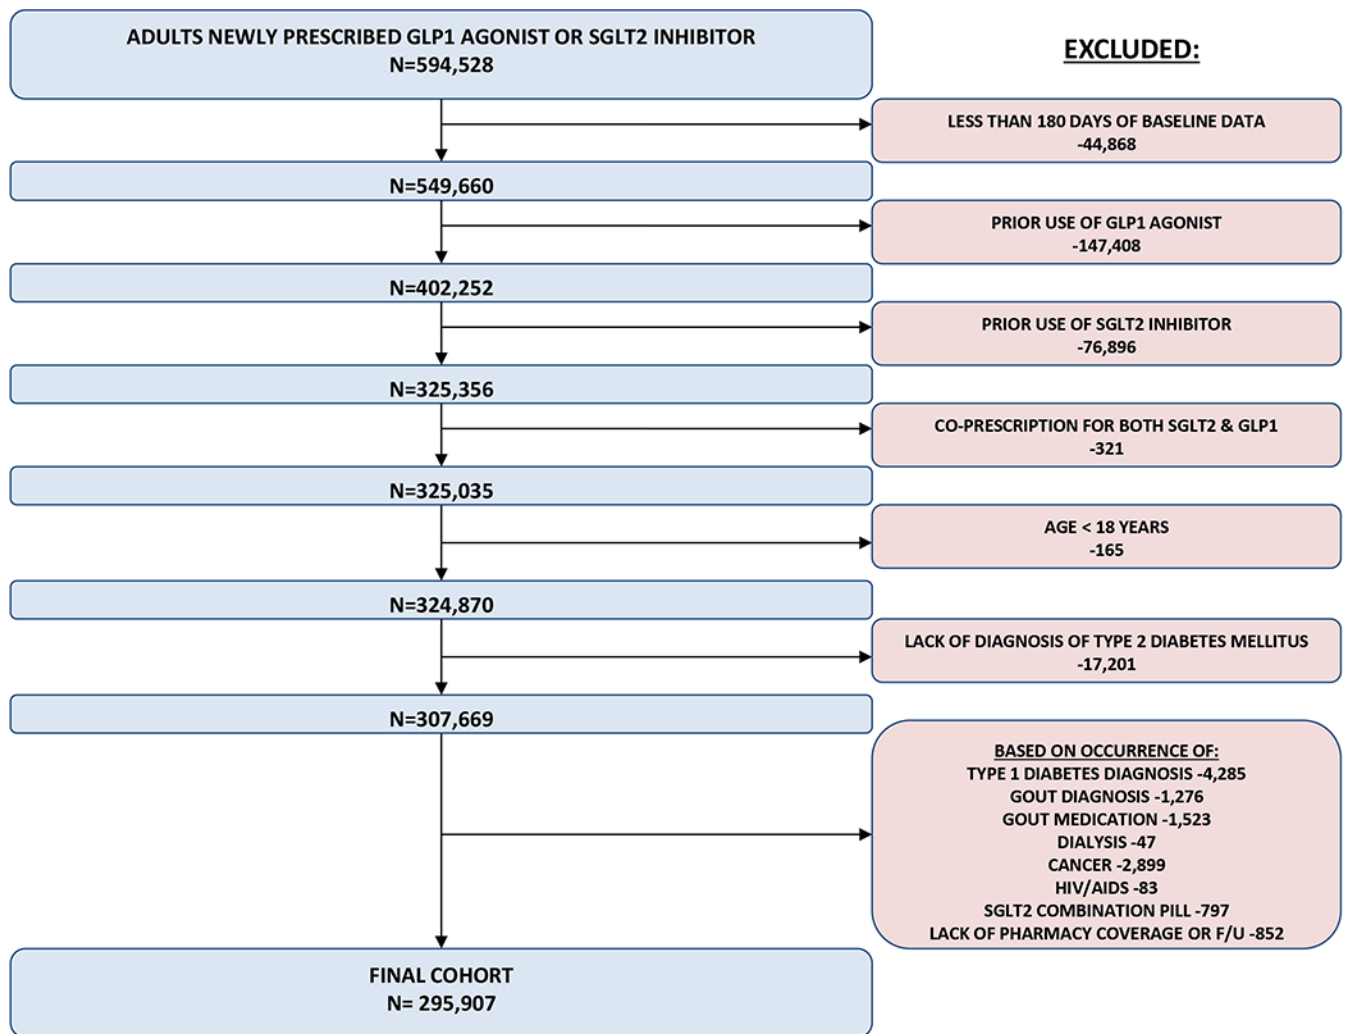 ADULTS NEWLY PRESCRIBED GLP1 AGONIST OR SGLT2 INHIBITOR
N=594,528
EXCLUDED:
LESS THAN 180 DAYS OF BASELINE DATA
-44,868
N=549,660
PRIOR USE OF GLP1 AGONIST
-147,408
N=402,252
PRIOR USE OF SGLT2 INHIBITOR
-76,896
N=325,356
CO-PRESCRIPTION FOR BOTH SGLT2 & GLP1
-321
N=325,035
AGE < 18 YEARS
-165
N=324,870
LACK OF DIAGNOSIS OF TYPE 2 DIABETES MELLITUS
-17,201
N=307,669
BASED ON OCCURRENCE OF:
TYPE 1 DIABETES DIAGNOSIS -4,285
GOUT DIAGNOSIS -1,276
GOUT MEDICATION -1,523
DIALYSIS -47
CANCER -2,899
HIV/AIDS -83
SGLT2 COMBINATION PILL -797
LACK OF PHARMACY COVERAGE OR F/U -852
FINAL COHORT
N= 295,907